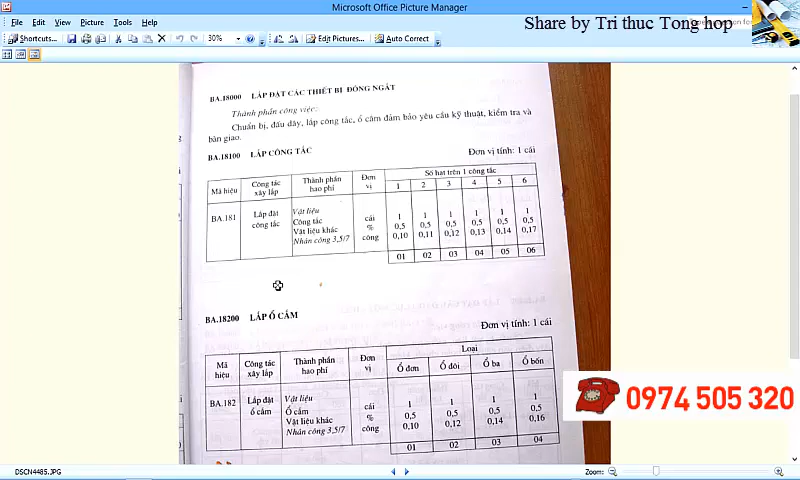 Microsoft Office Picture Manager
File Edit View Picture Tools Help
Share by Tri thuc Tong hop
Shortcuts... 30% Edit Pictures... Auto Correct
BA.18000 LẮP ĐẶT CÁC THIẾT BỊ ĐÓNG NGẮT
Thành phần công việc:
Chuẩn bị, đấu dây, lắp công tắc, ổ cắm đảm bảo yêu cầu kỹ thuật, kiểm tra và
bàn giao.
BA.18100 LẮP CÔNG TẮC
Đơn vị tính: 1 cái
Mã hiệu Công tác xây lắp Thành phần hao phí Đơn vị Số hạt trên 1 công tắc
1 2 3 4 5 6
BA.181 Lắp đặt công tắc Vật liệu
Công tắc cái 1 1 1 1 1 1
Vật liệu khác % 0,5 0,5 0,5 0,5 0,5 0,5
Nhân công 3,5/7 công 0,10 0,11 0,12 0,13 0,14 0,17
01 02 03 04 05 06
BA.18200 LẮP Ổ CẮM
Đơn vị tính: 1 cái
Mã hiệu Công tác xây lắp Thành phần hao phí Đơn vị Loại
Ổ đơn Ổ đôi Ổ ba Ổ bốn
BA.182 Lắp đặt ổ cắm Vật liệu
Ổ cắm cái 1 1 1 1
Vật liệu khác % 0,5 0,5 0,5 0,5
Nhân công 3,5/7 công 0,10 0,12 0,14 0,16
01 02 03 04
0974 505 320
DSCN4485.JPG Zoom: